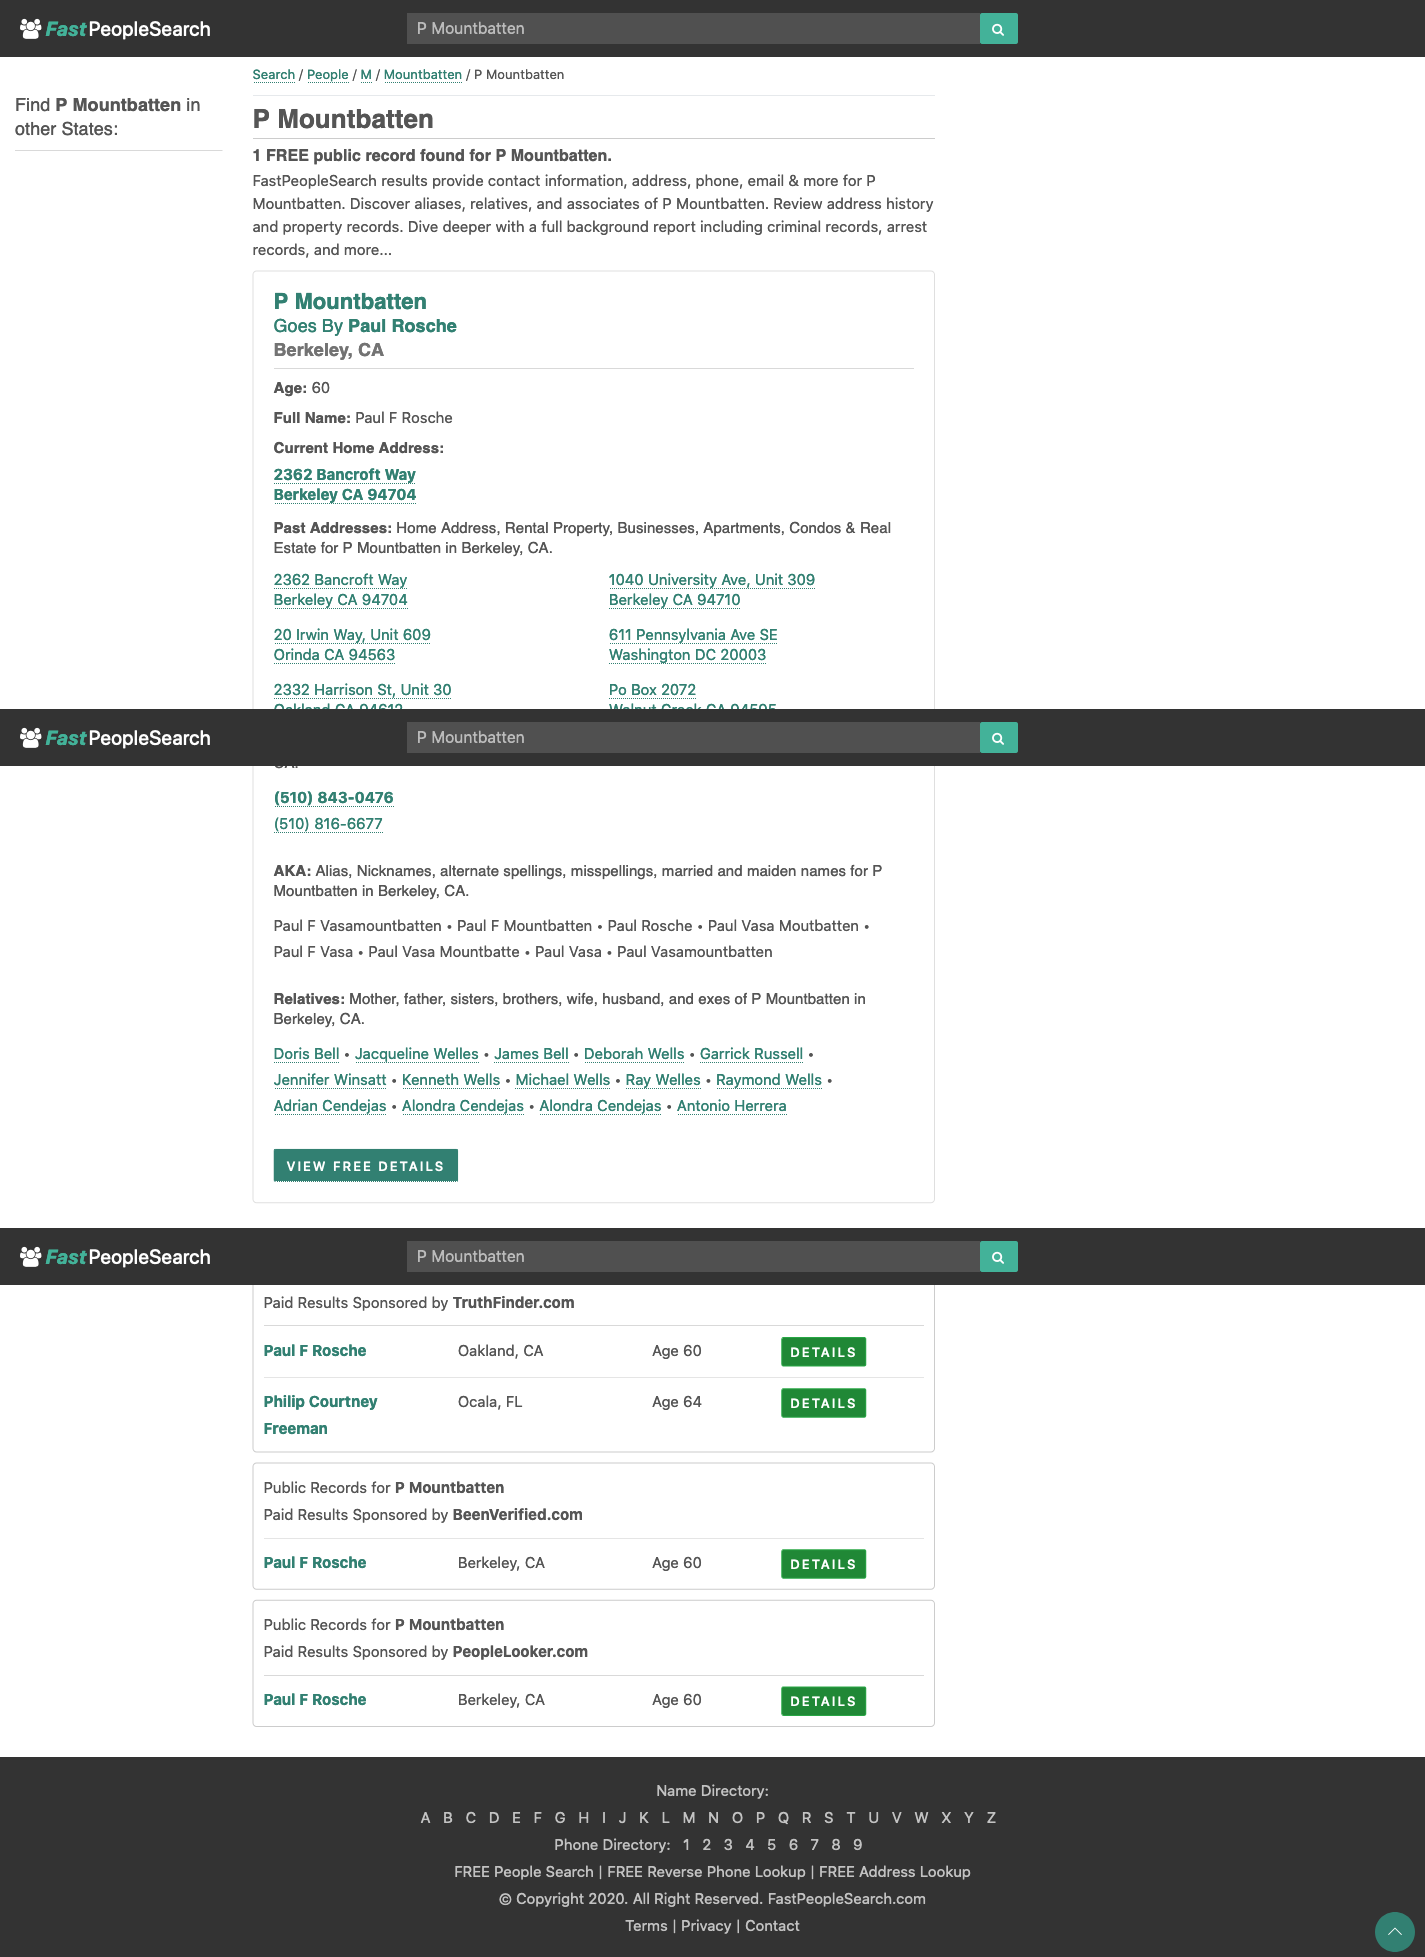 FastPeopleSearch
P Mountbatten
Search / People / M / Mountbatten / P Mountbatten
Find P Mountbatten in
other States:
P Mountbatten
1 FREE public record found for P Mountbatten.
FastPeopleSearch results provide contact information, address, phone, email & more for P
Mountbatten. Discover aliases, relatives, and associates of P Mountbatten. Review address history
and property records. Dive deeper with a full background report including criminal records, arrest
records, and more...
P Mountbatten
Goes By Paul Rosche
Berkeley, CA
Age: 60
Full Name: Paul F Rosche
Current Home Address:
2362 Bancroft Way
Berkeley CA 94704
Past Addresses: Home Address, Rental Property, Businesses, Apartments, Condos & Real
Estate for P Mountbatten in Berkeley, CA.
2362 Bancroft Way
Berkeley CA 94704
1040 University Ave, Unit 309
Berkeley CA 94710
20 Irwin Way, Unit 609
Orinda CA 94563
611 Pennsylvania Ave SE
Washington DC 20003
2332 Harrison St, Unit 30
Oakland CA 94612
Po Box 2072
Walnut Creek CA 94595
FastPeopleSearch
P Mountbatten
CA.
(510) 843-0476
(510) 816-6677
AKA: Alias, Nicknames, alternate spellings, misspellings, married and maiden names for P
Mountbatten in Berkeley, CA.
Paul F Vasamountbatten • Paul F Mountbatten • Paul Rosche • Paul Vasa Moutbatten •
Paul F Vasa • Paul Vasa Mountbatte • Paul Vasa • Paul Vasamountbatten
Relatives: Mother, father, sisters, brothers, wife, husband, and exes of P Mountbatten in
Berkeley, CA.
Doris Bell • Jacqueline Welles • James Bell • Deborah Wells • Garrick Russell •
Jennifer Winsatt • Kenneth Wells • Michael Wells • Ray Welles • Raymond Wells •
Adrian Cendejas • Alondra Cendejas • Alondra Cendejas • Antonio Herrera
VIEW FREE DETAILS
FastPeopleSearch
P Mountbatten
Paid Results Sponsored by TruthFinder.com
Paul F Rosche Oakland, CA Age 60 DETAILS
Philip Courtney Ocala, FL Age 64 DETAILS
Freeman
Public Records for P Mountbatten
Paid Results Sponsored by BeenVerified.com
Paul F Rosche Berkeley, CA Age 60 DETAILS
Public Records for P Mountbatten
Paid Results Sponsored by PeopleLooker.com
Paul F Rosche Berkeley, CA Age 60 DETAILS
Name Directory:
A B C D E F G H I J K L M N O P Q R S T U V W X Y Z
Phone Directory: 1 2 3 4 5 6 7 8 9
FREE People Search | FREE Reverse Phone Lookup | FREE Address Lookup
© Copyright 2020. All Right Reserved. FastPeopleSearch.com
Terms | Privacy | Contact